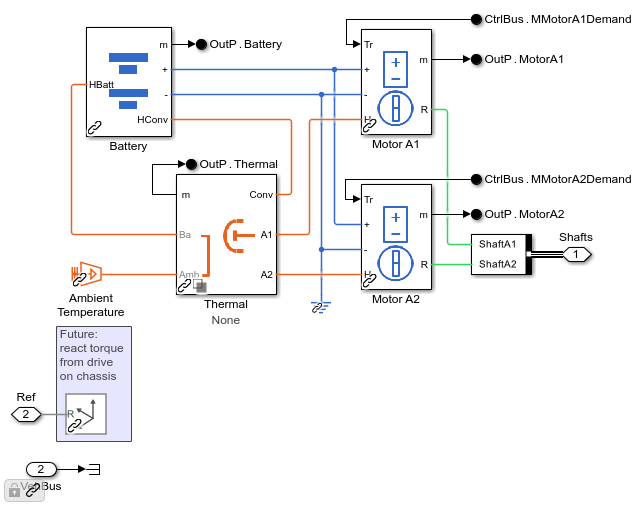 CtrlBus.MMotorA1Demand
m
OutP.Battery
Tr
+
HBatt
-
HConv
Battery
+
m
OutP.MotorA1
-
R
H
Motor A1
OutP.Thermal
m
Conv
Ba
A1
Amb
A2
Thermal
None
CtrlBus.MMotorA2Demand
Tr
m
OutP.MotorA2
+
-
R
H
Motor A2
ShaftA1
ShaftA2
Shafts
1
Ambient
Temperature
Future:
react torque
from drive
on chassis
Ref
2
R
2
VehBus